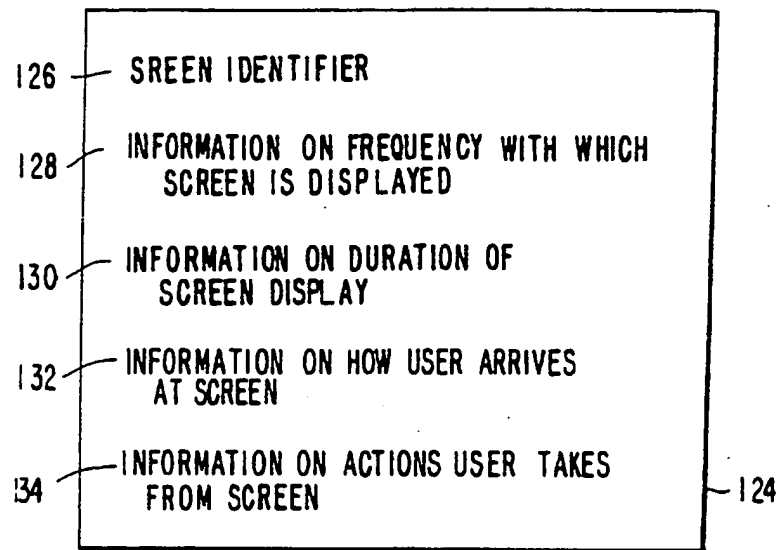 126 SREEN IDENTIFIER
128 INFORMATION ON FREQUENCY WITH WHICH
SCREEN IS DISPLAYED
130 INFORMATION ON DURATION OF
SCREEN DISPLAY
132 INFORMATION ON HOW USER ARRIVES
AT SCREEN
134 INFORMATION ON ACTIONS USER TAKES
FROM SCREEN
124